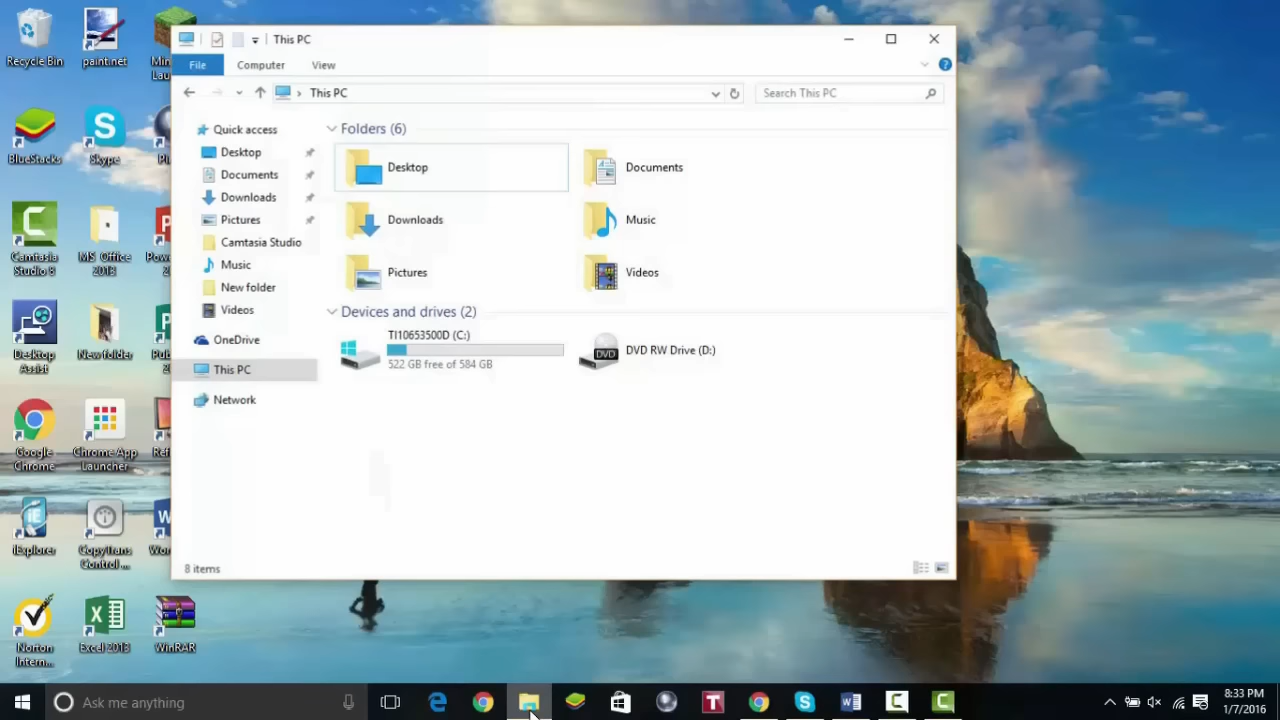 Recycle Bin
paint.net
This PC
File
Computer
View
This PC
Search This PC
BlueStacks
Skype
Quick access
Desktop
Documents
Downloads
Pictures
Camtasia Studio
Music
New folder
Videos
OneDrive
This PC
Network
Folders (6)
Desktop
Documents
Downloads
Music
Pictures
Videos
Devices and drives (2)
TI10653500D (C:)
522 GB free of 584 GB
DVD
DVD RW Drive (D:)
8 items
Camtasia
Studio 8
MS Office
2013
Desktop
Assist
New folder
Google
Chrome
Chrome App
Launcher
iExplorer
CopyTrans
Control ...
Norton
Intern...
Excel 2013
WinRAR
Ask me anything
8:33 PM
1/7/2016